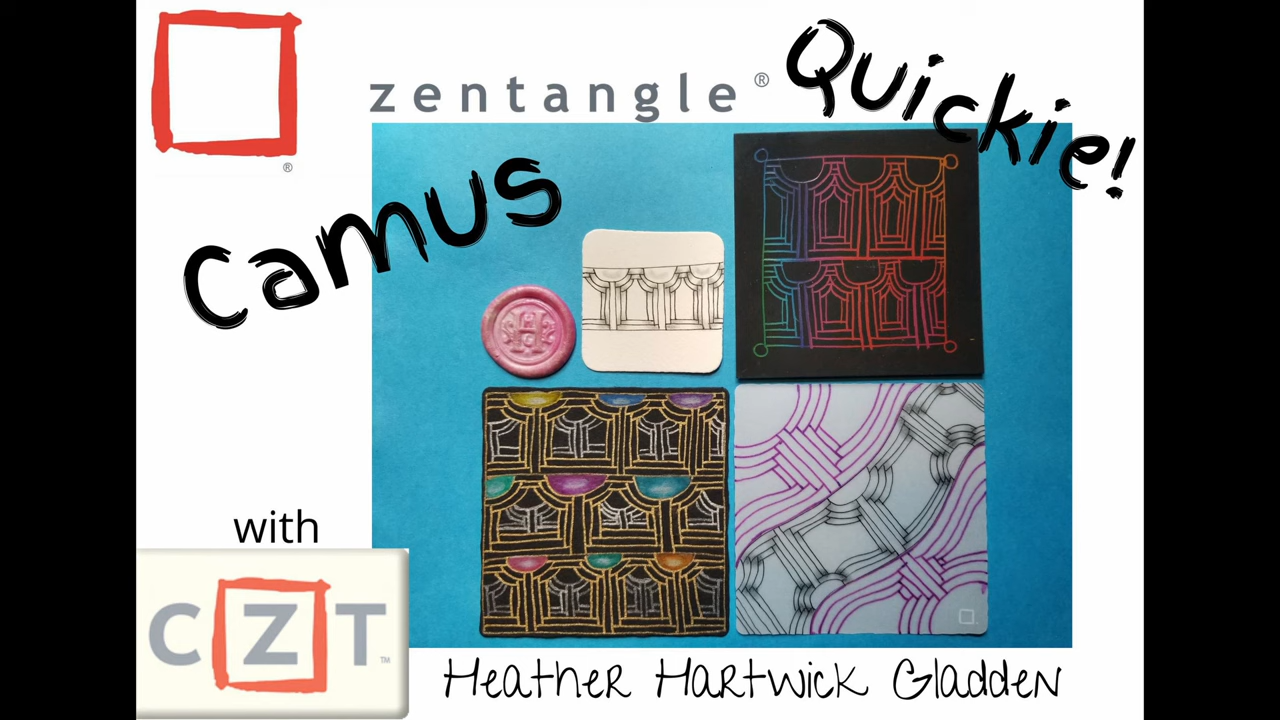 zentangle®
Quickie!
®
Camus
H
with
CZT™
Heather Hartwick Gladden